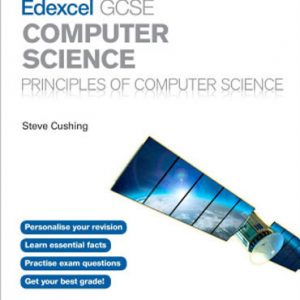 Edexcel GCSE
COMPUTER
SCIENCE
PRINCIPLES OF COMPUTER SCIENCE
Steve Cushing
Personalise your revision
Learn essential facts
Practise exam questions
Get your best grade!